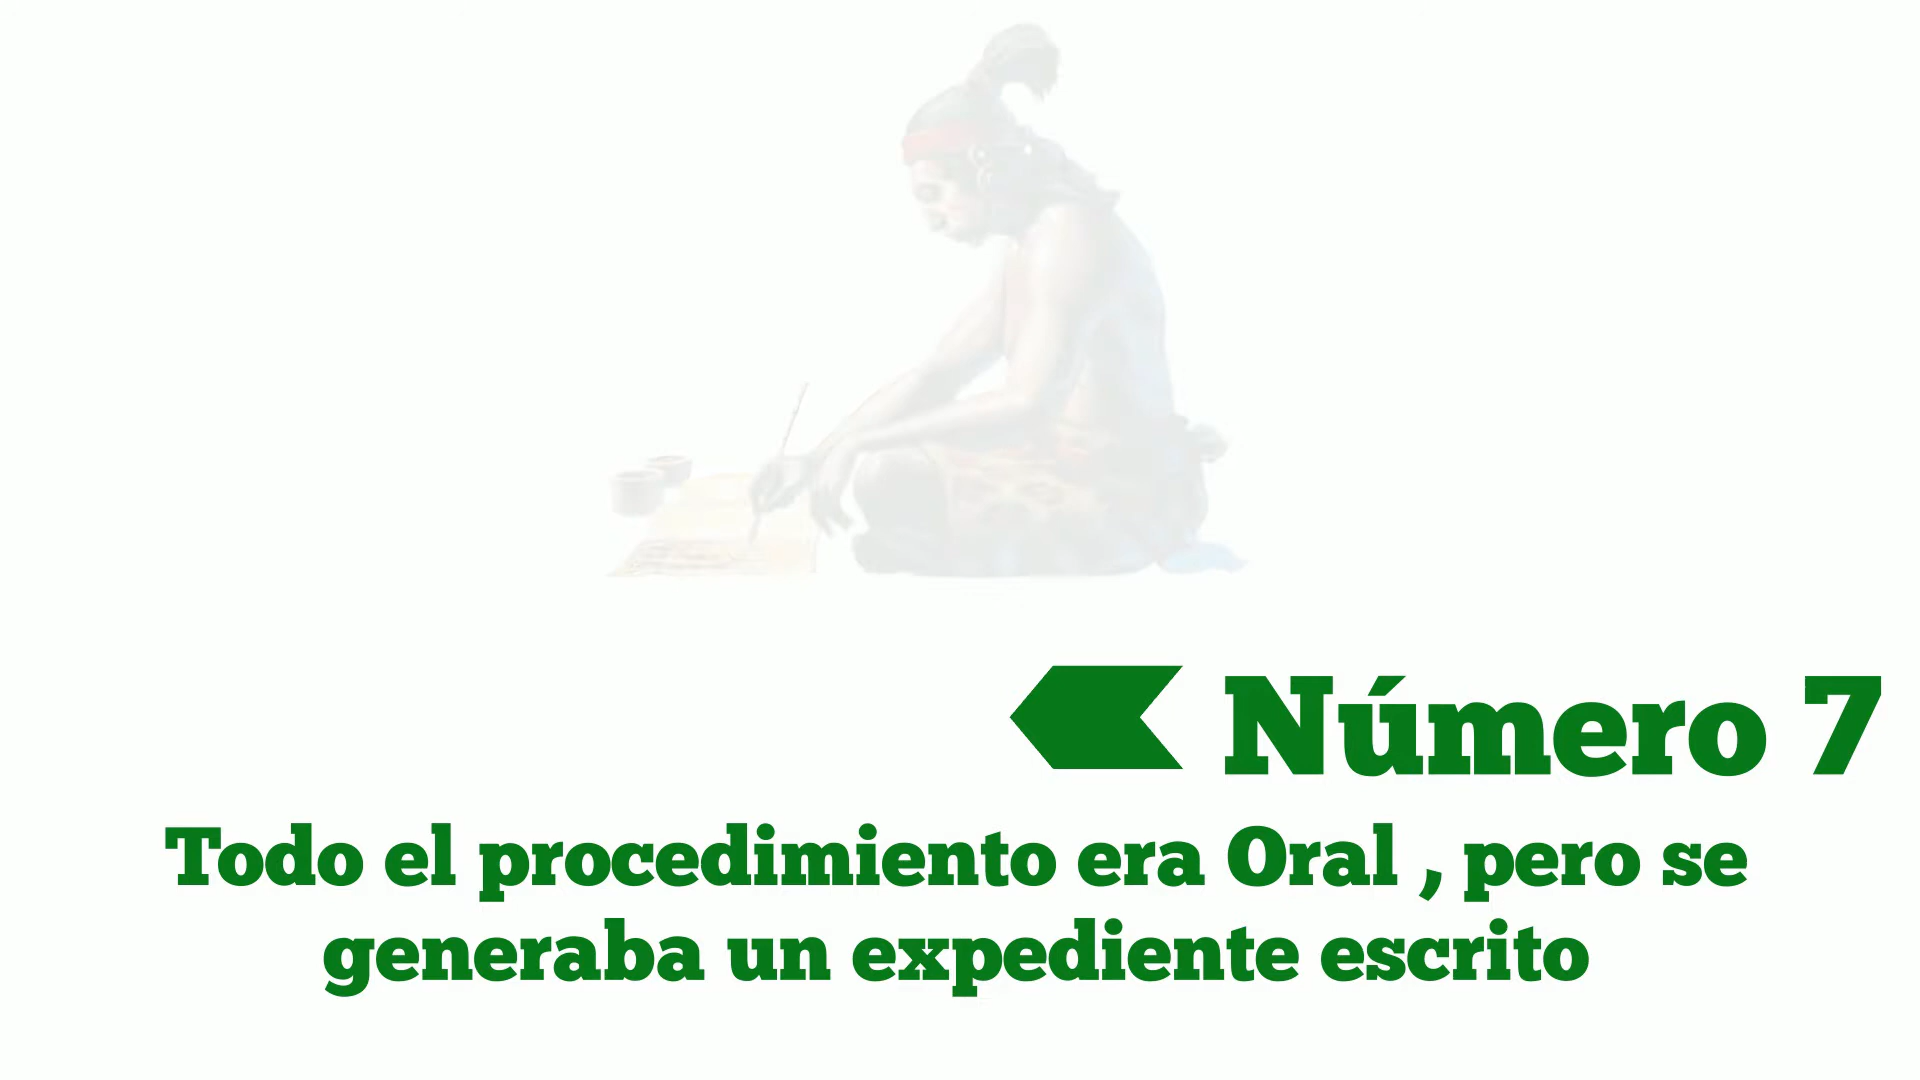 Número 7
Todo el procedimiento era Oral , pero se
generaba un expediente escrito